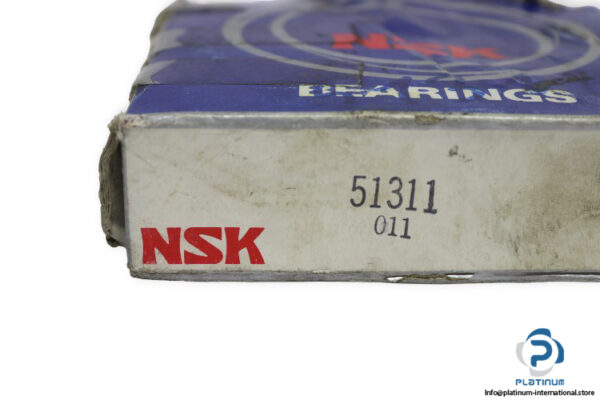 NSK
BEARINGS
51311
011
NSK
P
PLATINUM
Info@platinum-international.store